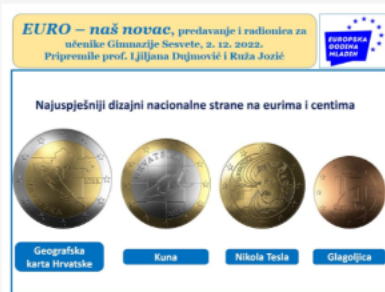 EURO – naš novac, predavanje i radionica za
učenike Gimnazije Sesvete, 2. 12. 2022.
Pripremile prof. Ljiljana Dujmović i Ruža Jozić
EUROPSKA
GODINA
MLADIH
Najuspješniji dizajni nacionalne strane na eurima i centima
HRVATSKA
Geografska
karta Hrvatske
Kuna
Nikola Tesla
Glagoljica